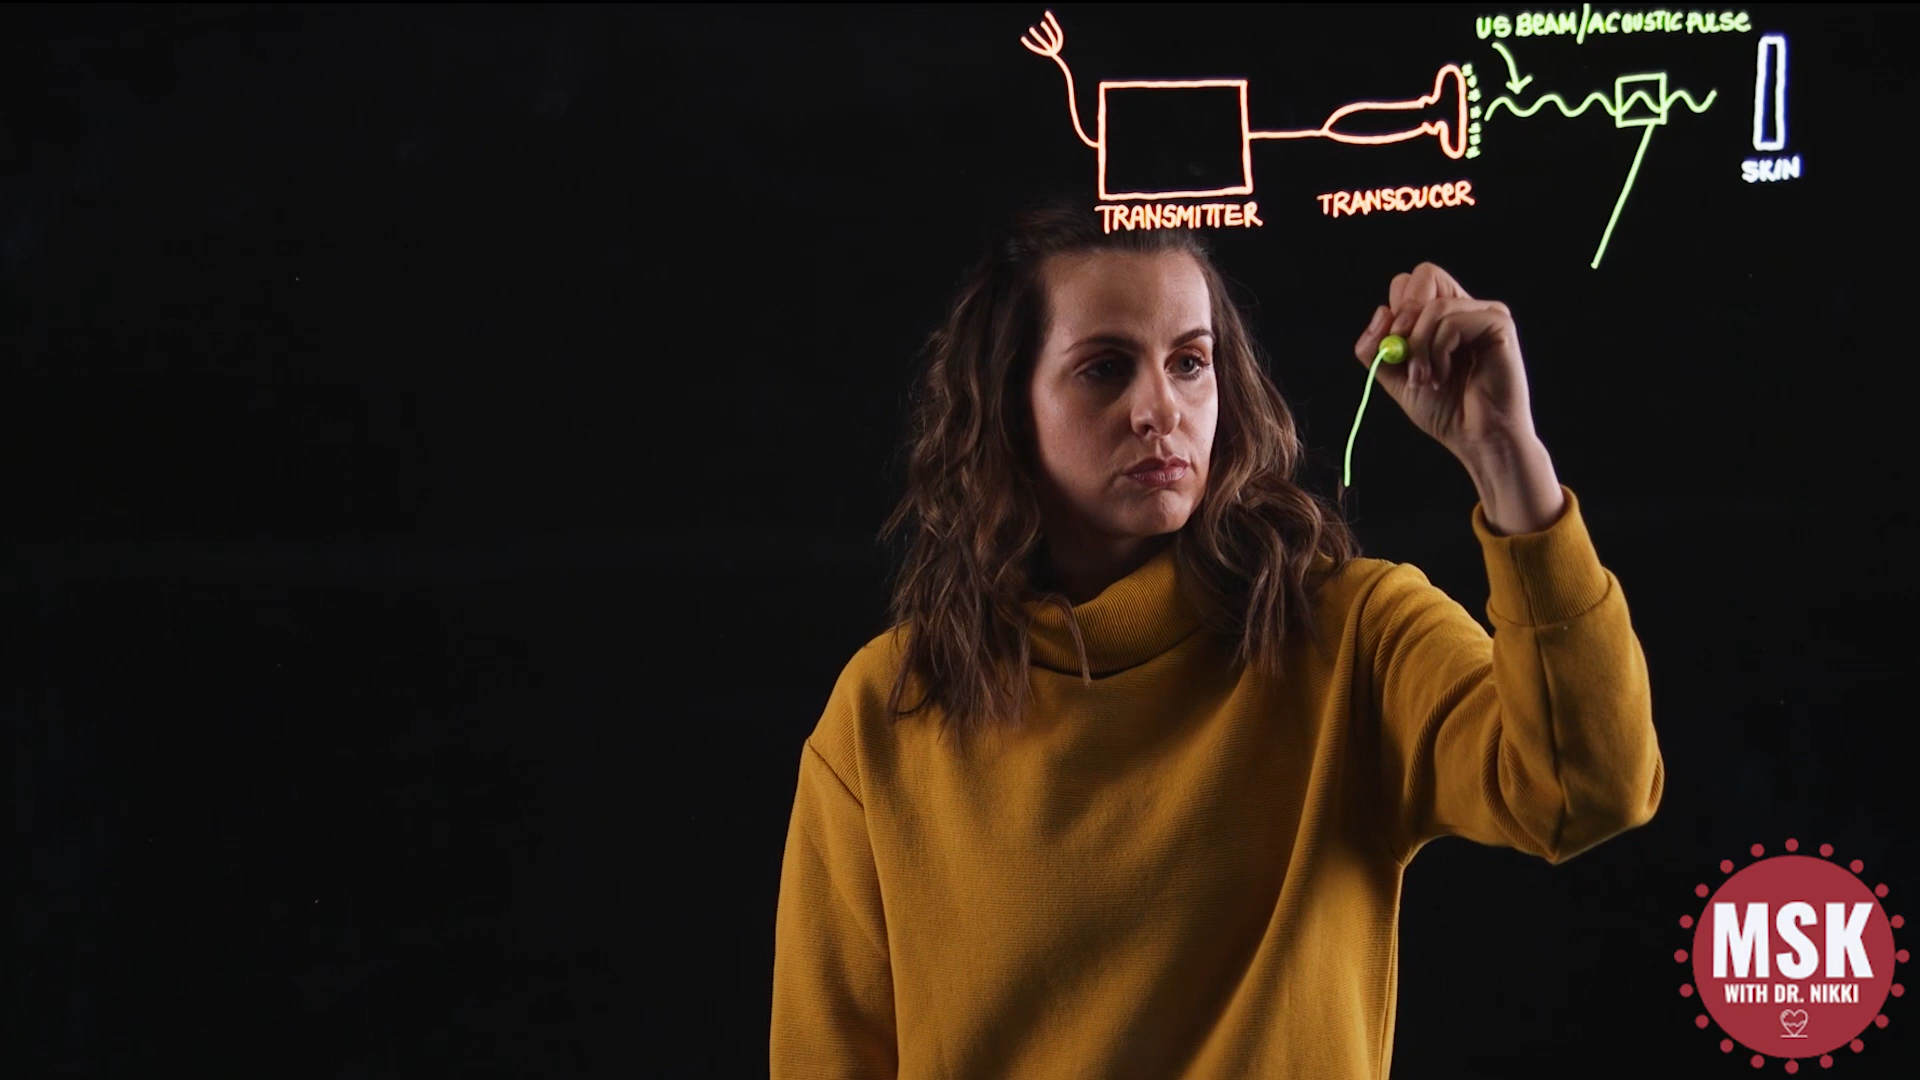 US BEAM/ACOUSTIC PULSE
SKIN
TRANSDUCER
TRANSMITTER
MSK
WITH DR. NIKKI